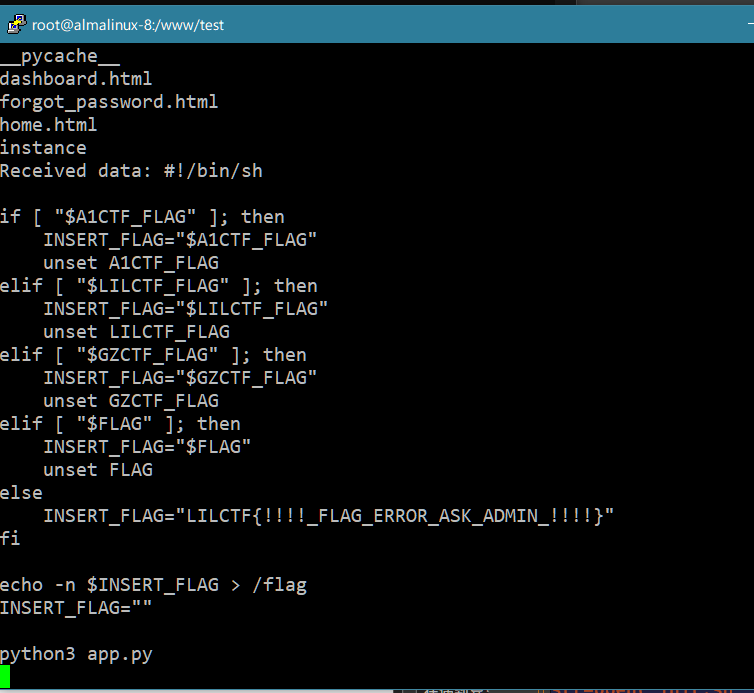 root@almalinux-8:/www/test
__pycache__
dashboard.html
forgot_password.html
home.html
instance
Received data: #!/bin/sh
if [ "$A1CTF_FLAG" ]; then
    INSERT_FLAG="$A1CTF_FLAG"
    unset A1CTF_FLAG
elif [ "$LILCTF_FLAG" ]; then
    INSERT_FLAG="$LILCTF_FLAG"
    unset LILCTF_FLAG
elif [ "$GZCTF_FLAG" ]; then
    INSERT_FLAG="$GZCTF_FLAG"
    unset GZCTF_FLAG
elif [ "$FLAG" ]; then
    INSERT_FLAG="$FLAG"
    unset FLAG
else
    INSERT_FLAG="LILCTF{!!!!_FLAG_ERROR_ASK_ADMIN_!!!!}"
fi
echo -n $INSERT_FLAG > /flag
INSERT_FLAG=""
python3 app.py